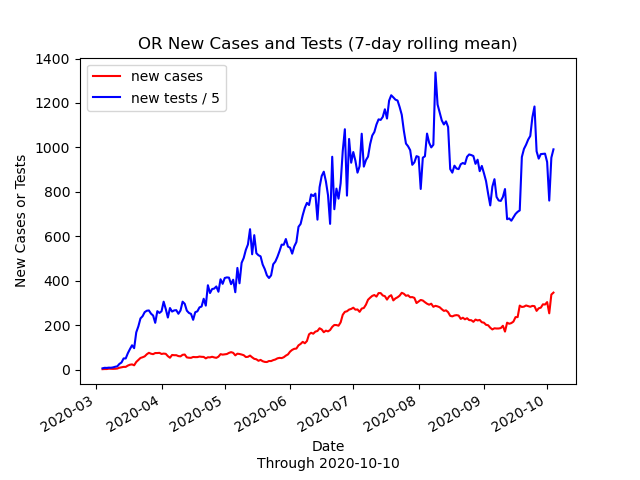 OR New Cases and Tests (7-day rolling mean)
new cases
new tests / 5
New Cases or Tests
1400
1200
1000
800
600
400
200
0
2020-03
2020-04
2020-05
2020-06
2020-07
2020-08
2020-09
2020-10
Date
Through 2020-10-10